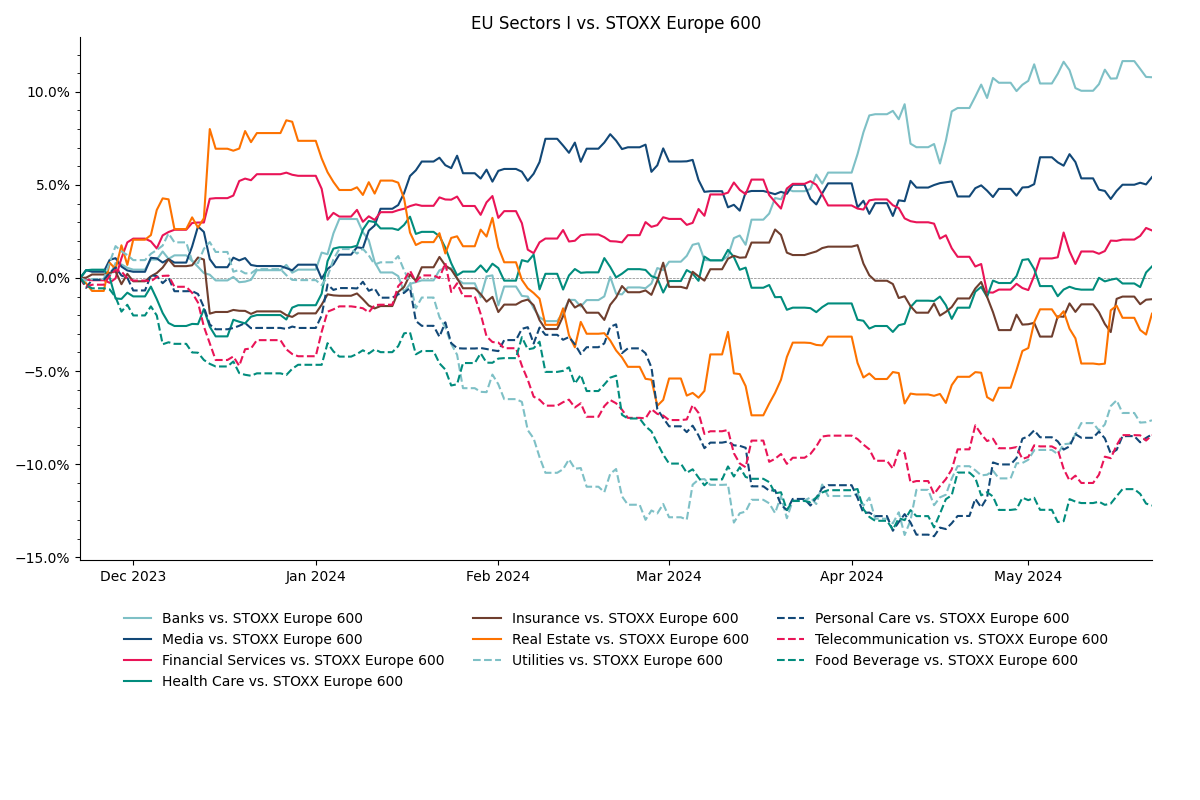 EU Sectors I vs. STOXX Europe 600
10.0%
5.0%
0.0%
−5.0%
−10.0%
−15.0%
Dec 2023 Jan 2024 Feb 2024 Mar 2024 Apr 2024 May 2024
Banks vs. STOXX Europe 600 Insurance vs. STOXX Europe 600 Personal Care vs. STOXX Europe 600
Media vs. STOXX Europe 600 Real Estate vs. STOXX Europe 600 Telecommunication vs. STOXX Europe 600
Financial Services vs. STOXX Europe 600 Utilities vs. STOXX Europe 600 Food Beverage vs. STOXX Europe 600
Health Care vs. STOXX Europe 600